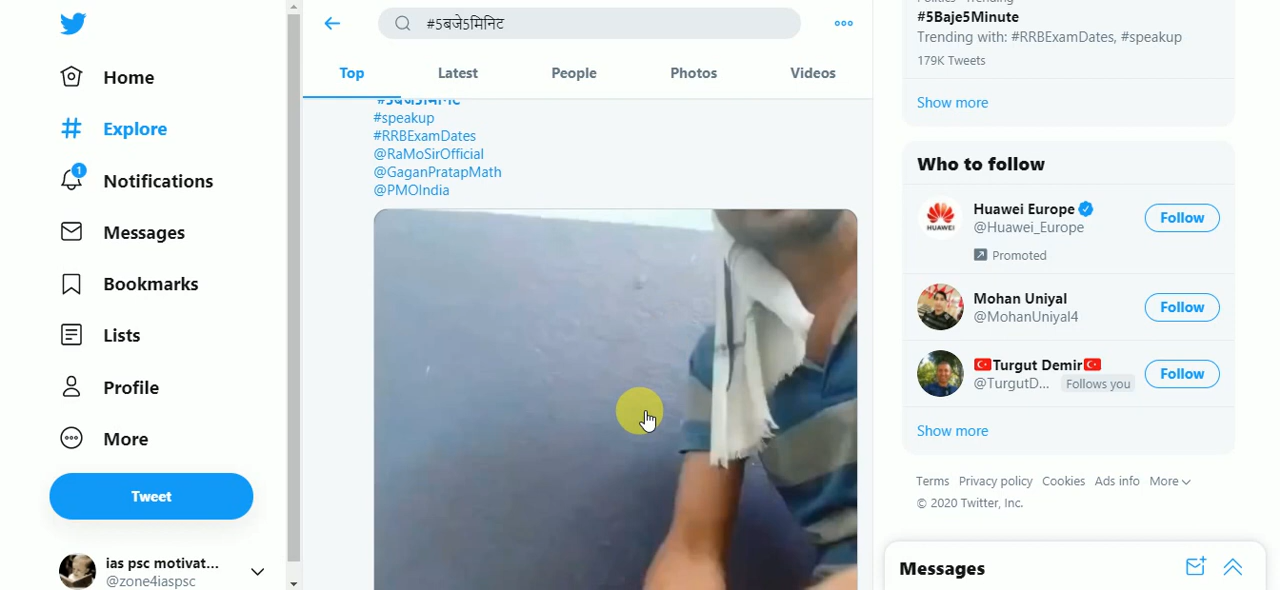 Home
Explore
1
Notifications
Messages
Bookmarks
Lists
Profile
More
Tweet
ias psc motivat...
@zone4iaspsc
#5बजे5मिनिट
Top
Latest
People
Photos
Videos
#5बजे5मिनिट
#speakup
#RRBExamDates
@RaMoSirOfficial
@GaganPratapMath
@PMOIndia
#5Baje5Minute
Trending with: #RRBExamDates, #speakup
179K Tweets
Show more
Who to follow
Huawei Europe
@Huawei_Europe
HUAWEI
Follow
Promoted
Mohan Uniyal
@MohanUniyal4
Follow
Turgut Demir
@TurgutD... Follows you
Follow
Show more
Terms Privacy policy Cookies Ads info More
© 2020 Twitter, Inc.
Messages